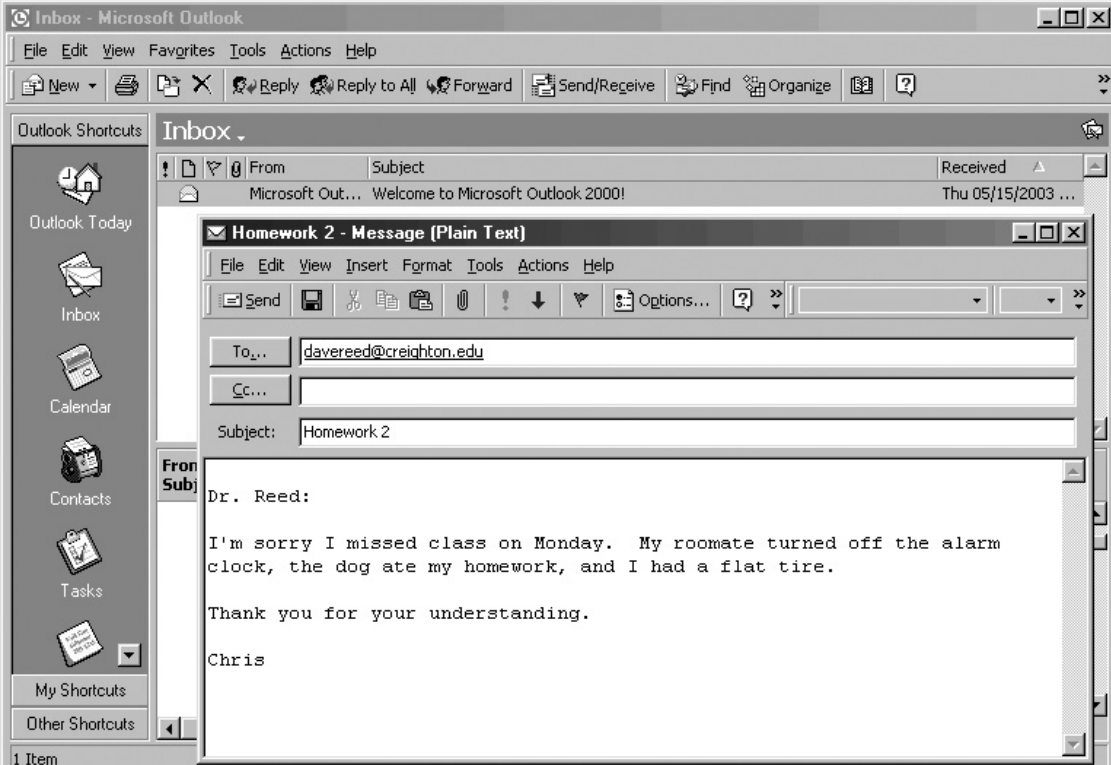 Inbox - Microsoft Outlook
File Edit View Favorites Tools Actions Help
New Reply Reply to All Forward Send/Receive Find Organize
Outlook Shortcuts
Inbox
From Subject Received
Microsoft Out... Welcome to Microsoft Outlook 2000! Thu 05/15/2003 ...
Outlook Today
Inbox
Calendar
Contacts
Tasks
My Shortcuts
Other Shortcuts
1 Item
From
Subj
Homework 2 - Message (Plain Text)
File Edit View Insert Format Tools Actions Help
Send Options...
To... davereed@creighton.edu
Cc...
Subject: Homework 2
Dr. Reed:
I'm sorry I missed class on Monday. My roomate turned off the alarm
clock, the dog ate my homework, and I had a flat tire.
Thank you for your understanding.
Chris